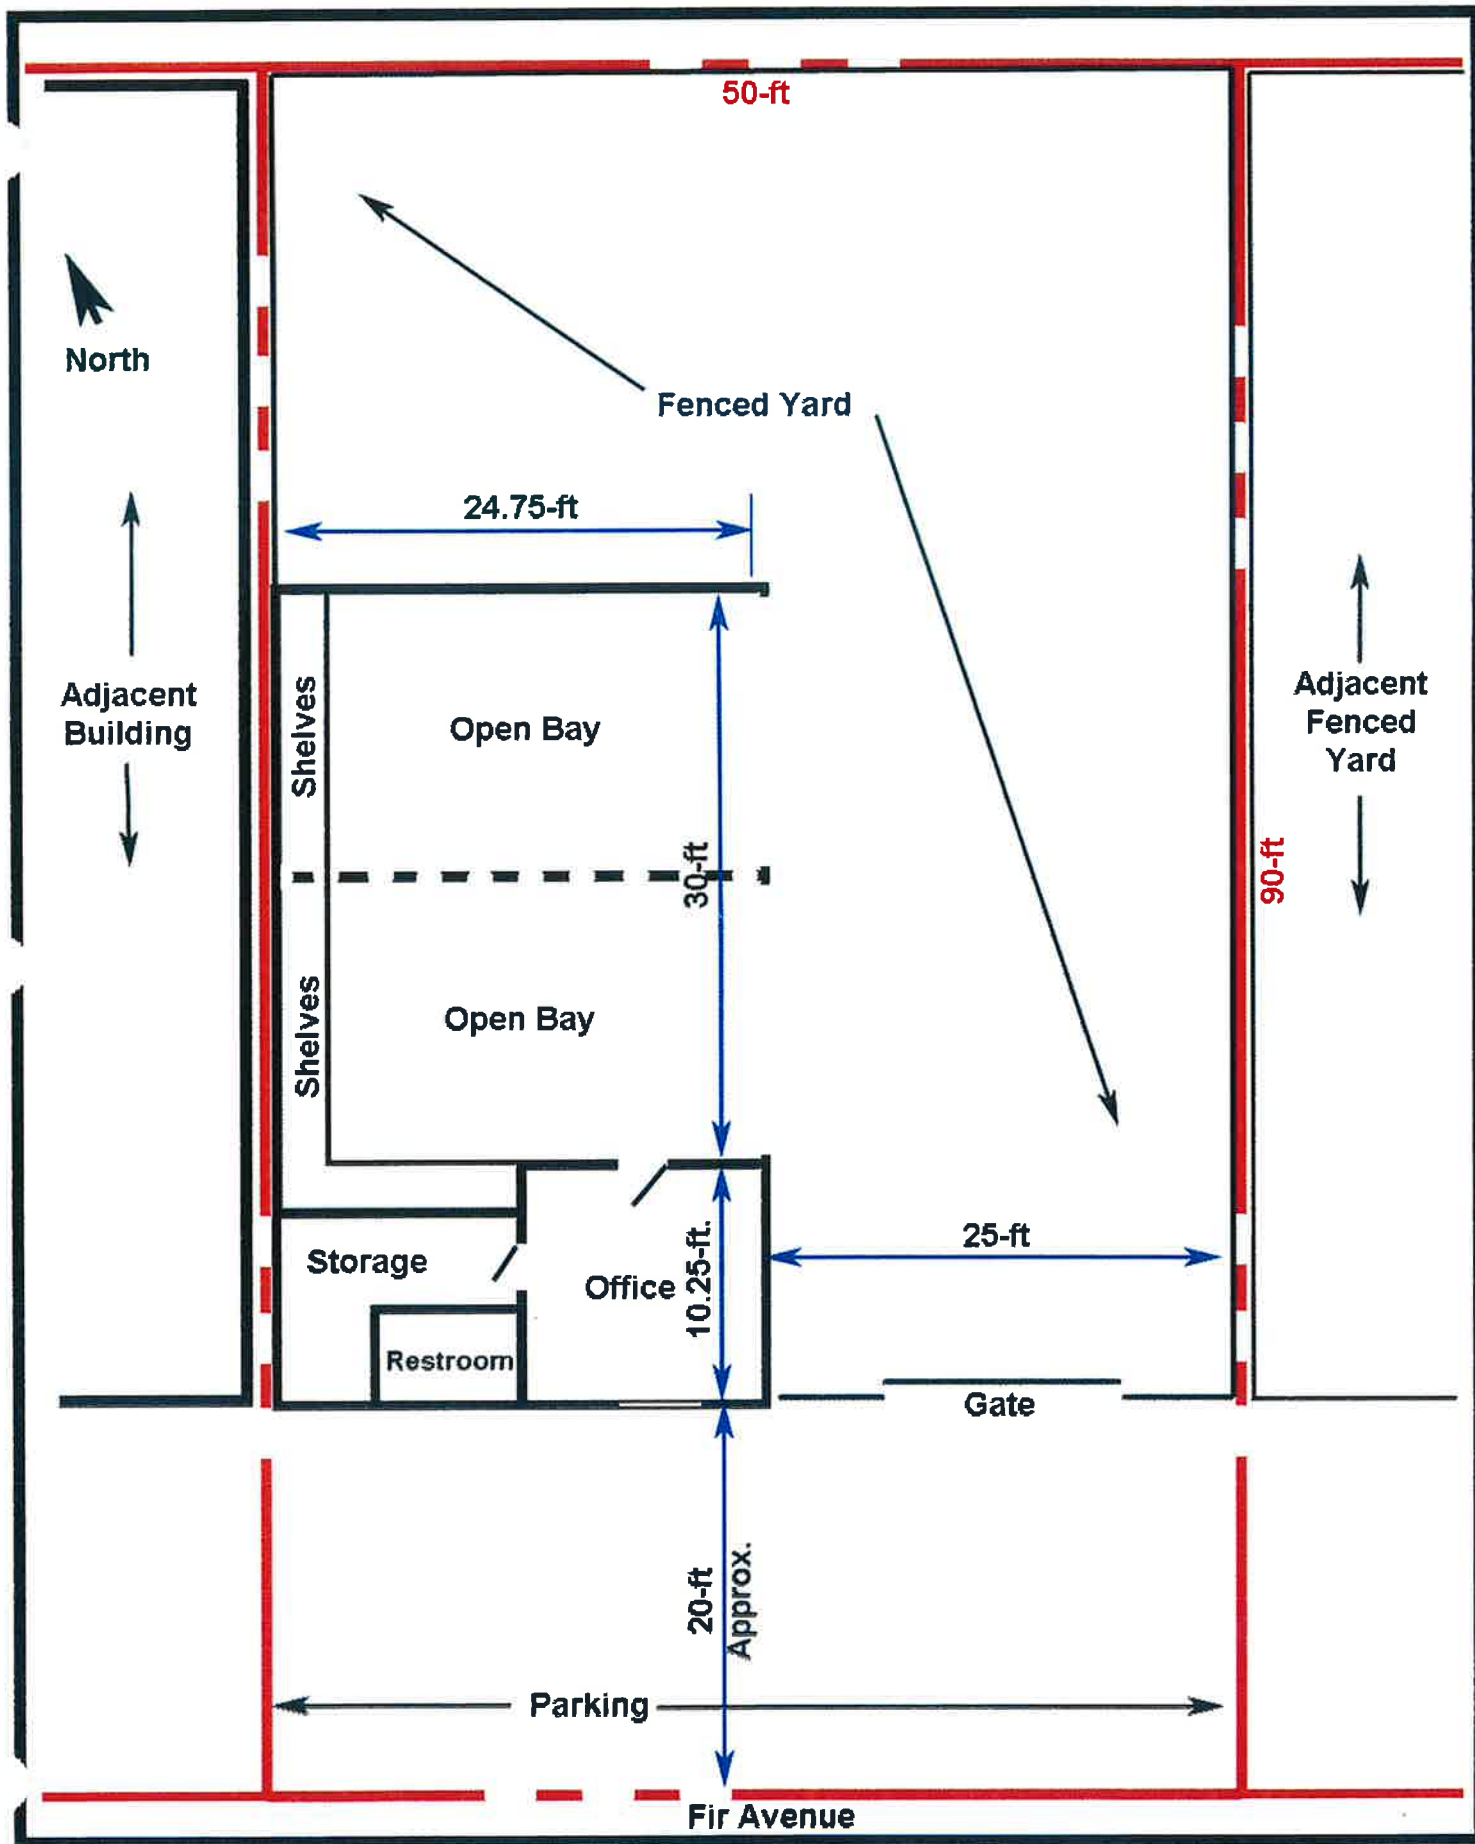 50-ft
North
Fenced Yard
24.75-ft
Adjacent
Building
Shelves
Open Bay
Adjacent
Fenced
Yard
30-ft
90-ft
Shelves
Open Bay
25-ft
Storage
Office
10.25-ft.
Restroom
Gate
20-ft
Approx.
Parking
Fir Avenue